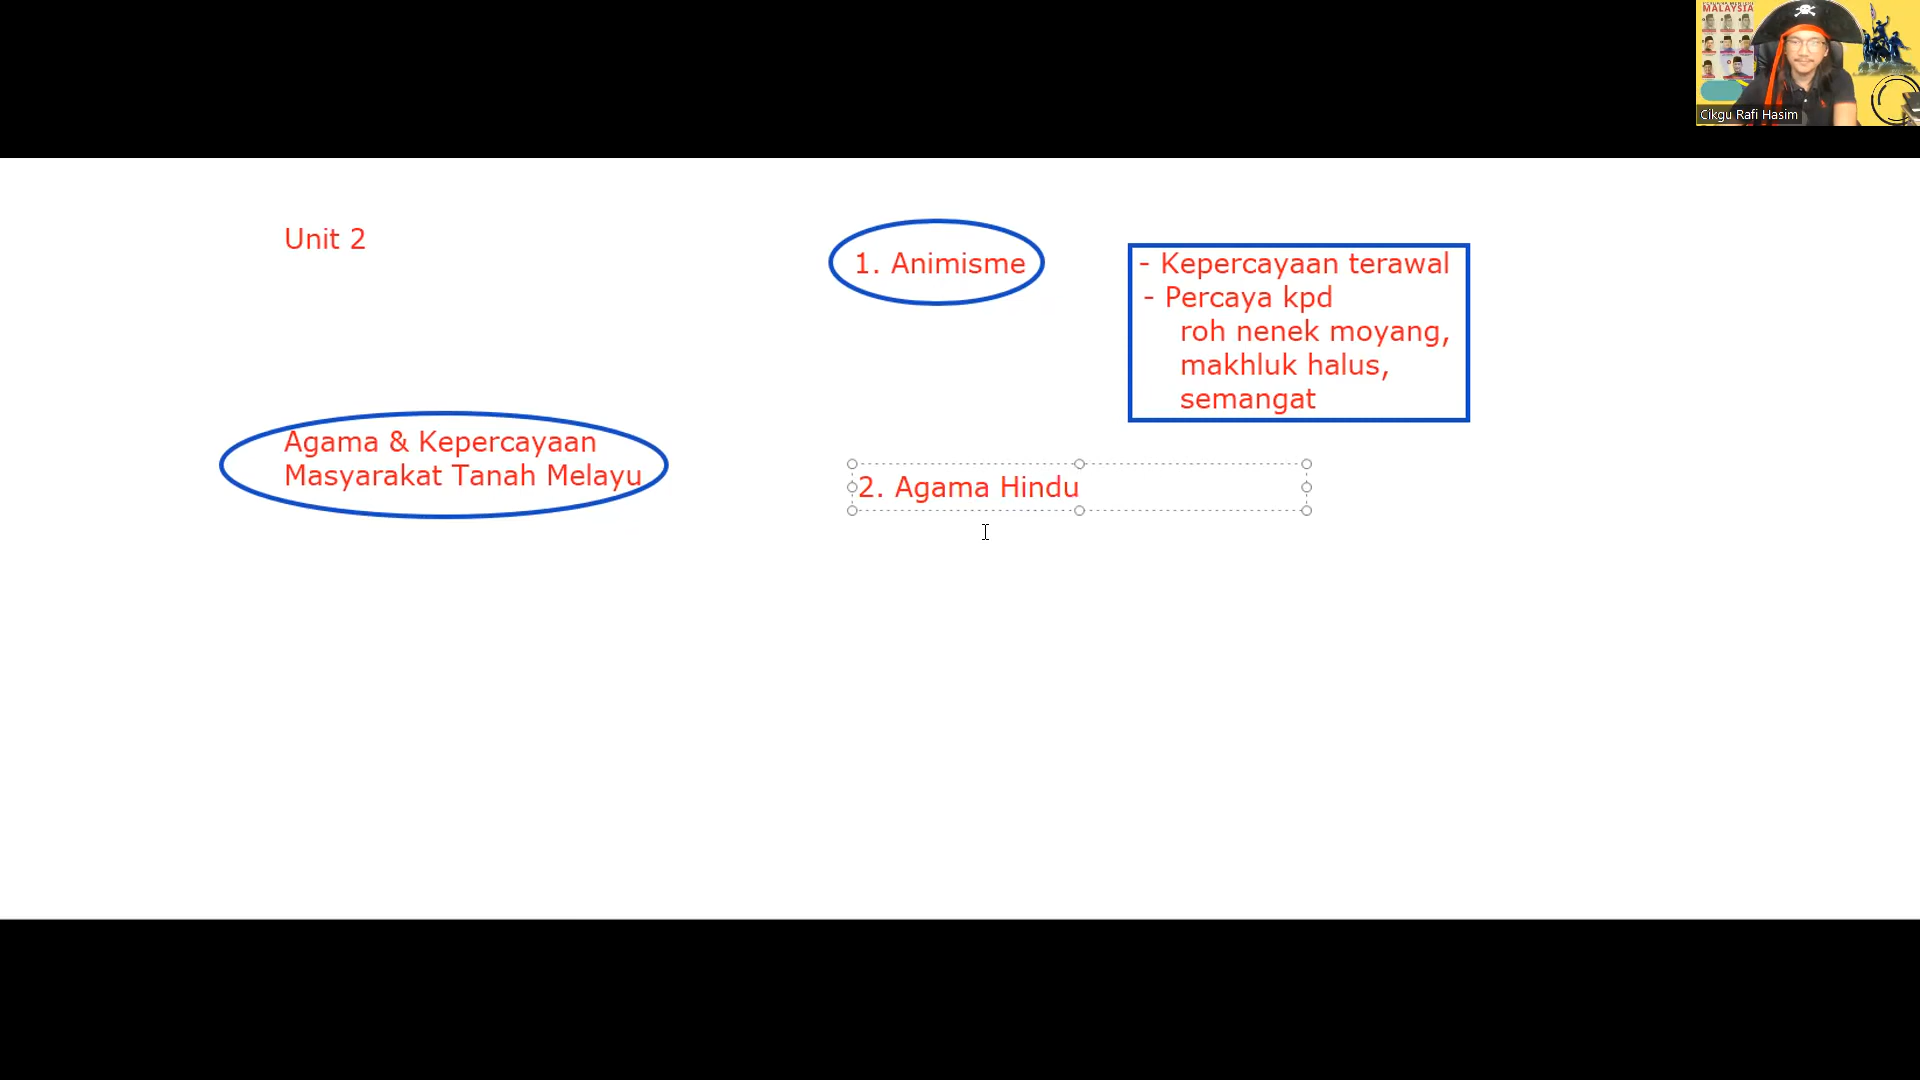 MALAYSIA
Cikgu Rafi Hasim
Unit 2
1. Animisme
- Kepercayaan terawal
- Percaya kpd
roh nenek moyang,
makhluk halus,
semangat
Agama & Kepercayaan
Masyarakat Tanah Melayu
2. Agama Hindu